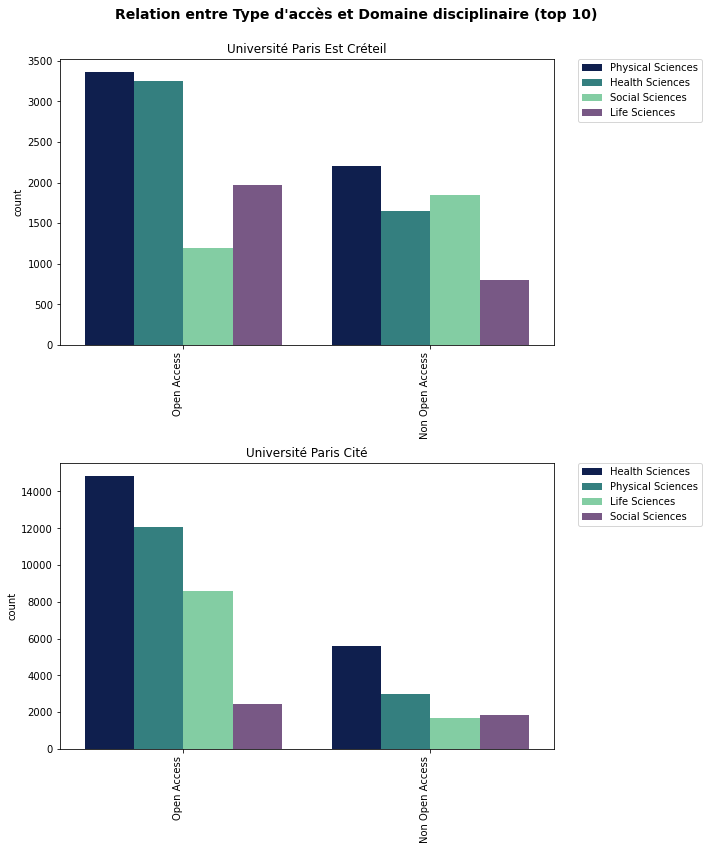 Relation entre Type d'accès et Domaine disciplinaire (top 10)
Université Paris Est Créteil
3500
3000
2500
2000
1500
1000
500
0
count
Open Access
Non Open Access
Physical Sciences
Health Sciences
Social Sciences
Life Sciences
Université Paris Cité
14000
12000
10000
8000
6000
4000
2000
0
count
Open Access
Non Open Access
Health Sciences
Physical Sciences
Life Sciences
Social Sciences